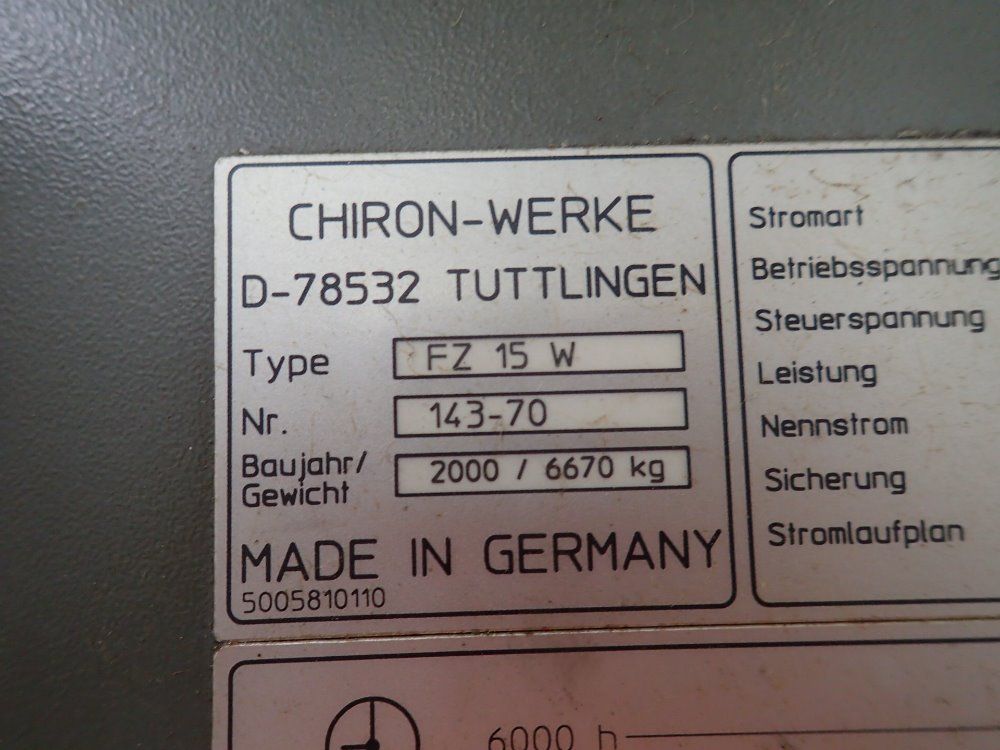 CHIRON-WERKE
D-78532 TUTTLINGEN
Type FZ 15 W
Nr. 143-70
Baujahr/
Gewicht 2000 / 6670 kg
MADE IN GERMANY
5005810110
Stromart
Betriebsspannung
Steuerspannung
Leistung
Nennstrom
Sicherung
Stromlaufplan
6000 h